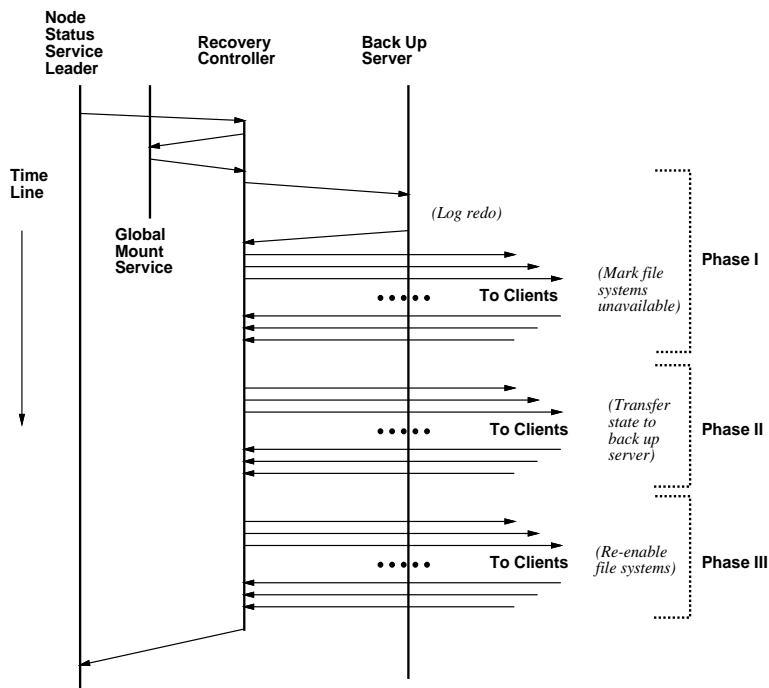 Node
Status
Service
Leader
Recovery
Controller
Back Up
Server
Time
Line
Global
Mount
Service
(Log redo)
(Mark file
systems
unavailable)
To Clients
Phase I
(Transfer
state to
back up
server)
To Clients
Phase II
(Re-enable
file systems)
To Clients
Phase III